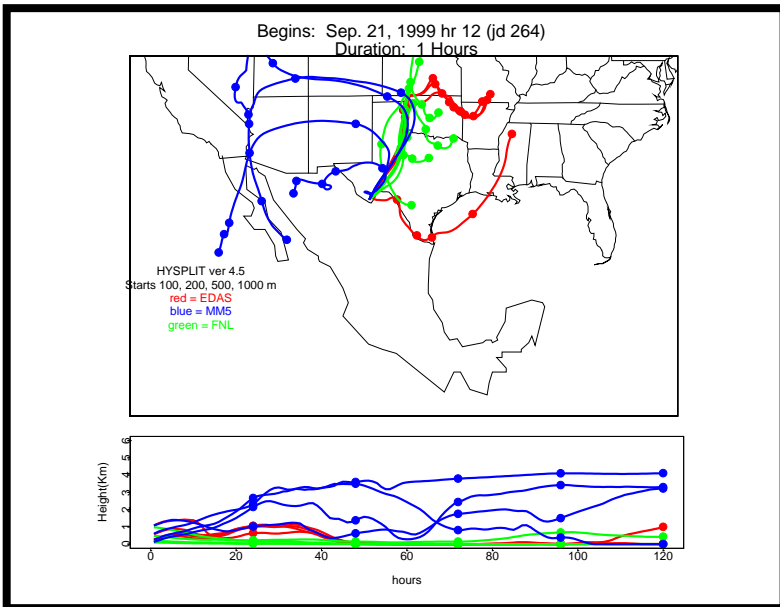 Begins: Sep. 21, 1999 hr 12 (jd 264)
Duration: 1 Hours
HYSPLIT ver 4.5
Starts 100, 200, 500, 1000 m
red = EDAS
blue = MM5
green = FNL
Height(Km)
6
5
4
3
2
1
0
0 20 40 60 80 100 120
hours